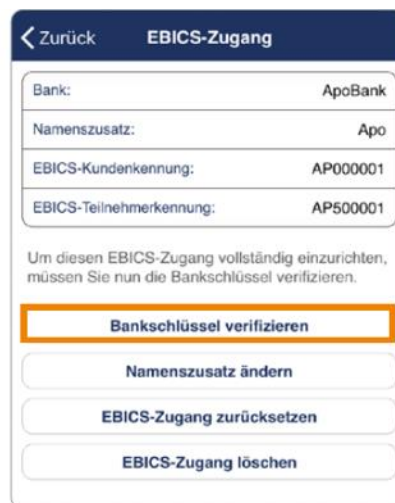 Zurück EBICS-Zugang
Bank: ApoBank
Namenszusatz: Apo
EBICS-Kundenkennung: AP000001
EBICS-Teilnehmerkennung: AP500001
Um diesen EBICS-Zugang vollständig einzurichten,
müssen Sie nun die Bankschlüssel verifizieren.
Bankschlüssel verifizieren
Namenszusatz ändern
EBICS-Zugang zurücksetzen
EBICS-Zugang löschen